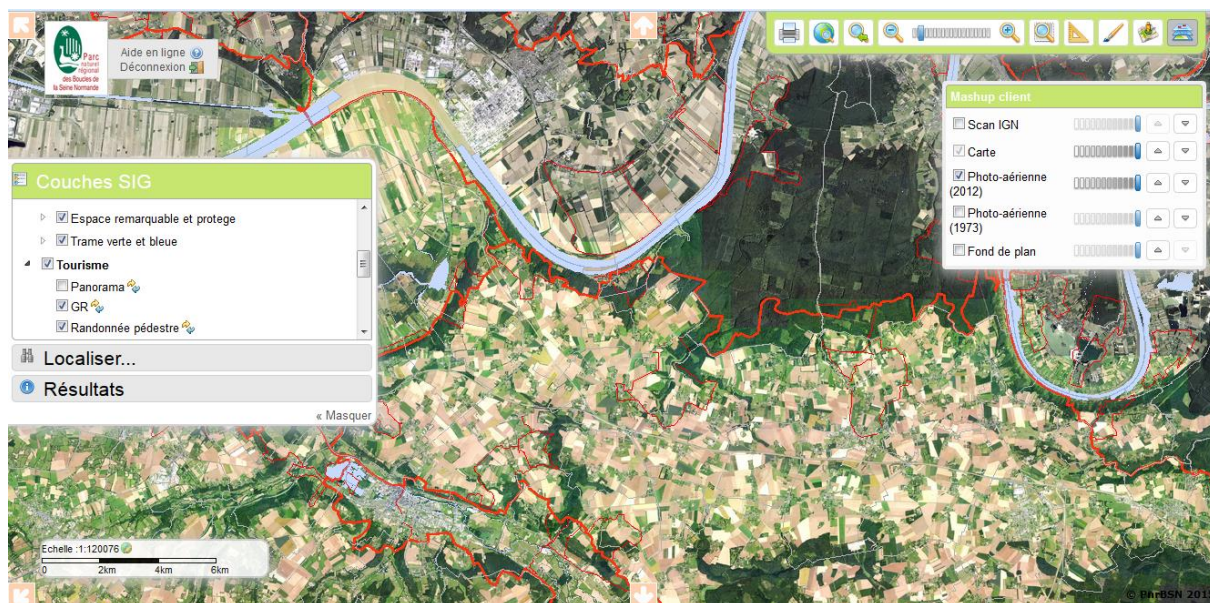 Parc
naturel
régional
des Boucles de
la Seine Normande
Aide en ligne
Déconnexion
Mashup client
Scan IGN
Carte
Photo-aérienne
(2012)
Photo-aérienne
(1973)
Fond de plan
Couches SIG
Espace remarquable et protege
Trame verte et bleue
Tourisme
Panorama
GR
Randonnée pédestre
Localiser...
Résultats
« Masquer
Echelle :1:120076
0 2km 4km 6km